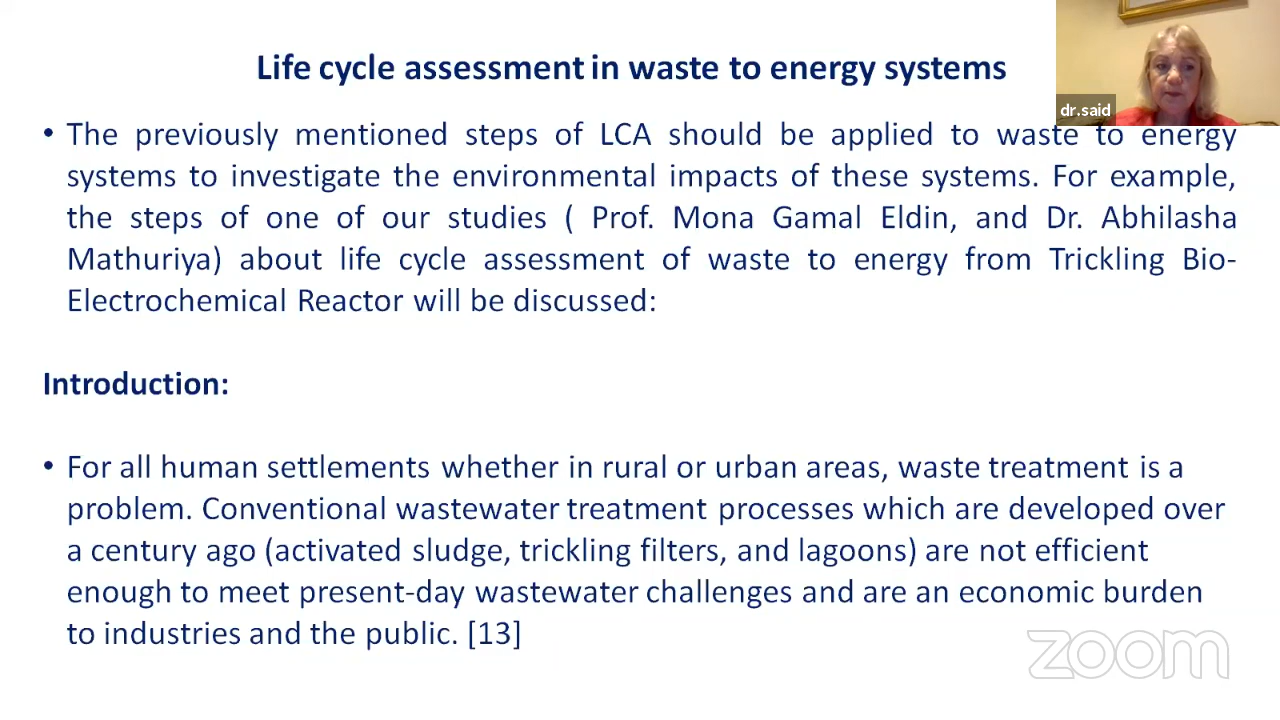 Life cycle assessment in waste to energy systems
dr.said
• The previously mentioned steps of LCA should be applied to waste to energy
systems to investigate the environmental impacts of these systems. For example,
the steps of one of our studies ( Prof. Mona Gamal Eldin, and Dr. Abhilasha
Mathuriya) about life cycle assessment of waste to energy from Trickling Bio-
Electrochemical Reactor will be discussed:
Introduction:
• For all human settlements whether in rural or urban areas, waste treatment is a
problem. Conventional wastewater treatment processes which are developed over
a century ago (activated sludge, trickling filters, and lagoons) are not efficient
enough to meet present-day wastewater challenges and are an economic burden
to industries and the public. [13]
zoom